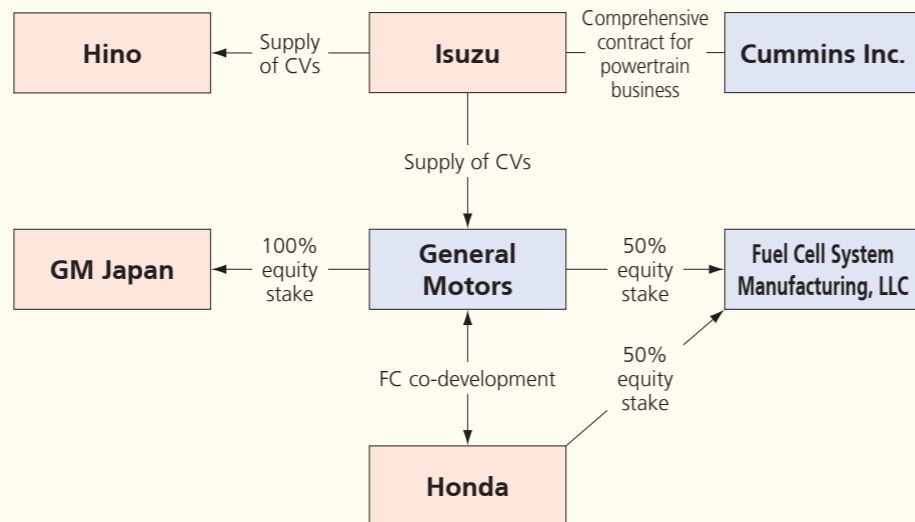 Hino
Supply
of CVs
Isuzu
Comprehensive
contract for
powertrain
business
Cummins Inc.
Supply of CVs
GM Japan
100%
equity
stake
General
Motors
50%
equity
stake
Fuel Cell System
Manufacturing, LLC
FC co-development
50%
equity
stake
Honda